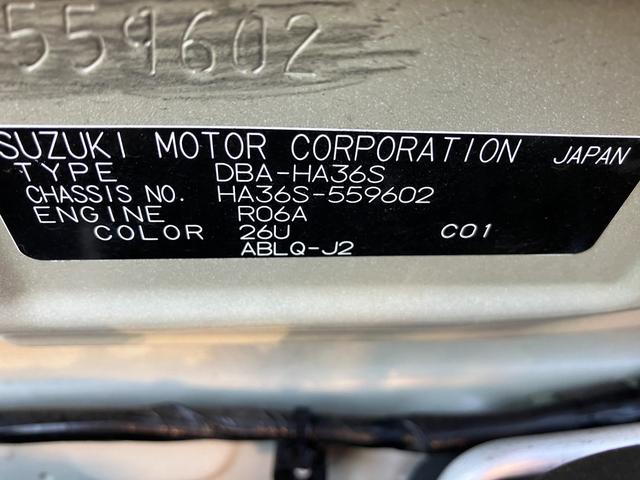 559602
SUZUKI MOTOR CORPORATION JAPAN
TYPE DBA-HA36S
CHASSIS NO. HA36S-559602
ENGINE R06A
COLOR 26U C01
ABLQ-J2